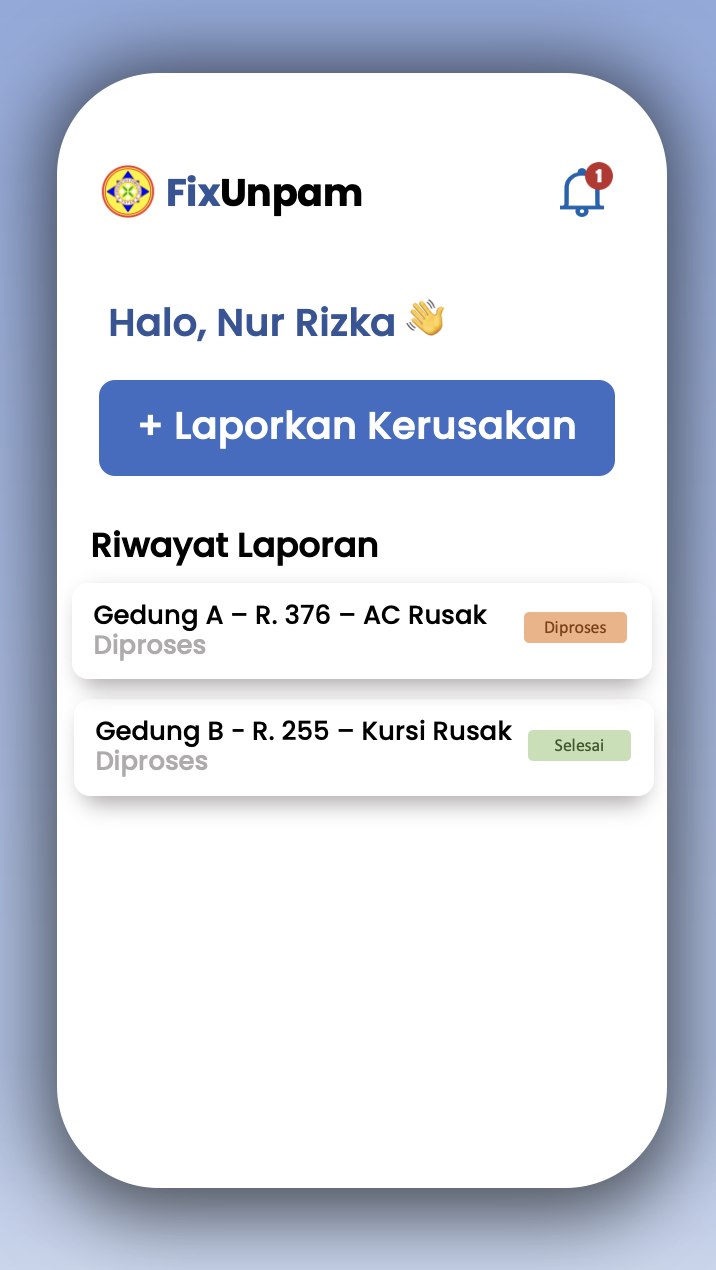 FixUnpam
1
Halo, Nur Rizka 👋
+ Laporkan Kerusakan
Riwayat Laporan
Gedung A – R. 376 – AC Rusak
Diproses
Diproses
Gedung B - R. 255 – Kursi Rusak
Diproses
Selesai